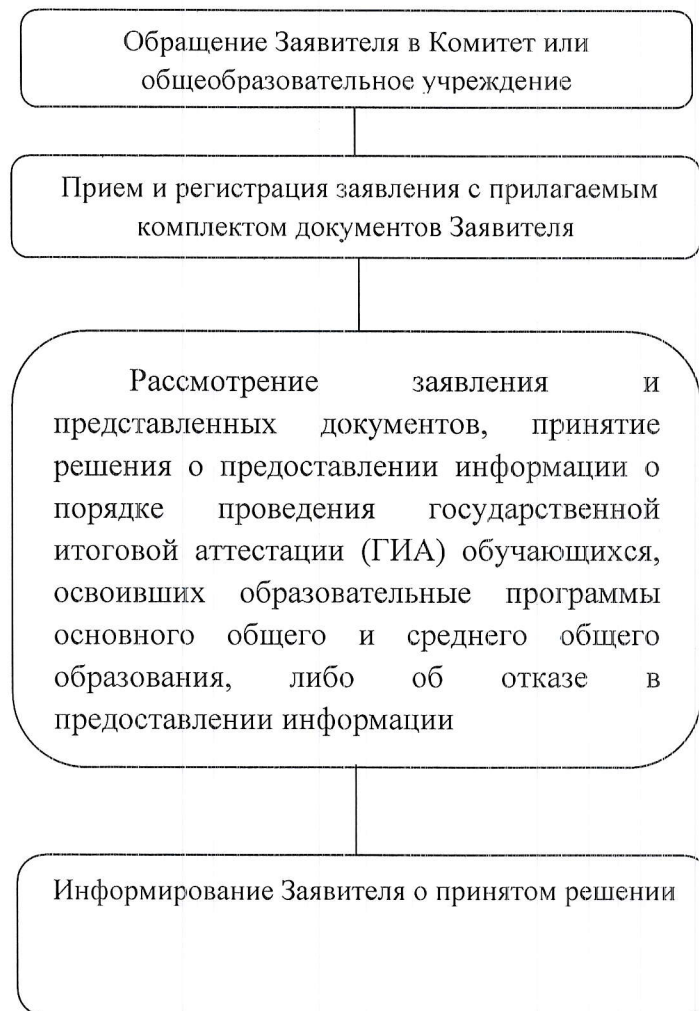 Обращение Заявителя в Комитет или
общеобразовательное учреждение
Прием и регистрация заявления с прилагаемым
комплектом документов Заявителя
Рассмотрение заявления и
представленных документов, принятие
решения о предоставлении информации о
порядке проведения государственной
итоговой аттестации (ГИА) обучающихся,
освоивших образовательные программы
основного общего и среднего общего
образования, либо об отказе в
предоставлении информации
Информирование Заявителя о принятом решении